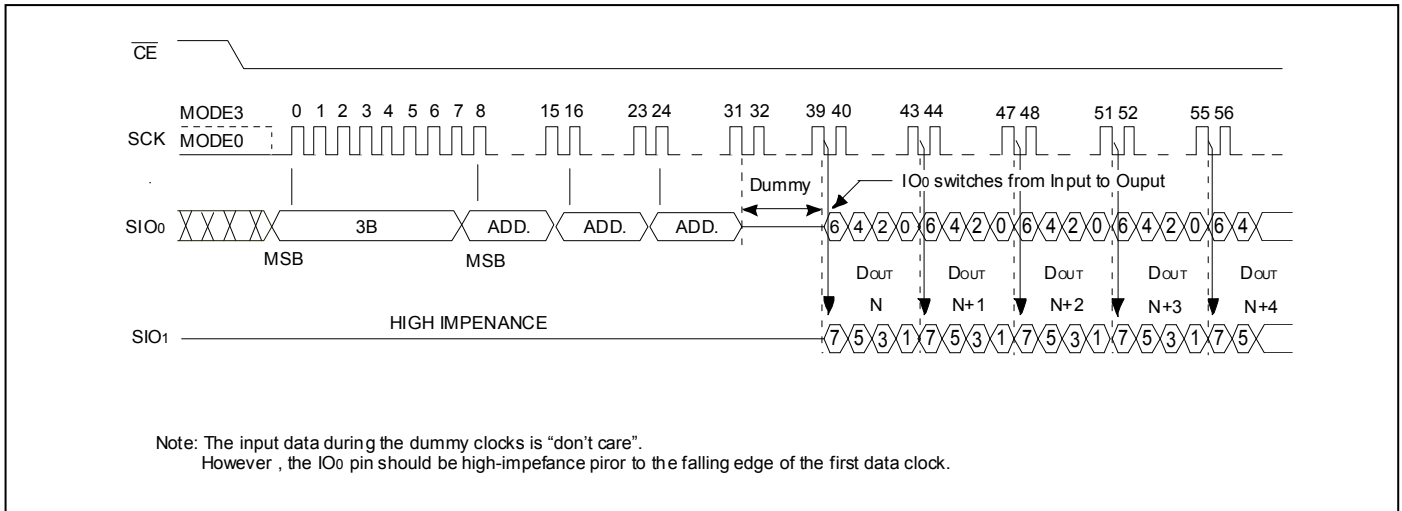 CE
MODE3 0 1 2 3 4 5 6 7 8 15 16 23 24 31 32 39 40 43 44 47 48 51 52 55 56
SCK MODE0
Dummy IO0 switches from Input to Ouput
SIO0 3B ADD. ADD. ADD. 6 4 2 0 6 4 2 0 6 4 2 0 6 4 2 0 6 4
MSB MSB
DOUT DOUT DOUT DOUT DOUT
N N+1 N+2 N+3 N+4
HIGH IMPENANCE
SIO1 7 5 3 1 7 5 3 1 7 5 3 1 7 5 3 1 7 5
Note: The input data during the dummy clocks is “don’t care”.
However , the IO0 pin should be high-impefance piror to the falling edge of the first data clock.